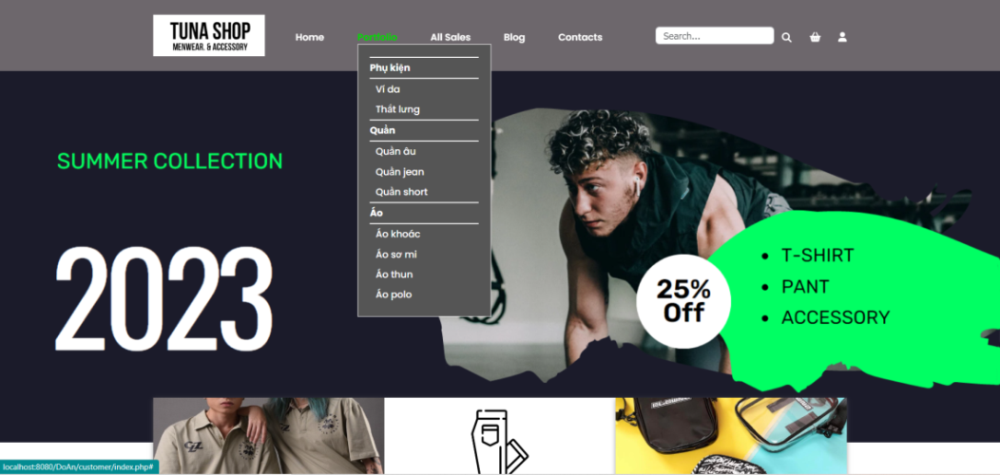 TUNA SHOP
MENWEAR. & ACCESSORY
Home
Portfolio
All Sales
Blog
Contacts
Search...
Phụ kiện
Ví da
Thắt lưng
Quần
Quần âu
Quần jean
Quần short
Áo
Áo khoác
Áo sơ mi
Áo thun
Áo polo
SUMMER COLLECTION
2023
25%
Off
• T-SHIRT
• PANT
• ACCESSORY
localhost:8080/DoAn/customer/index.php#